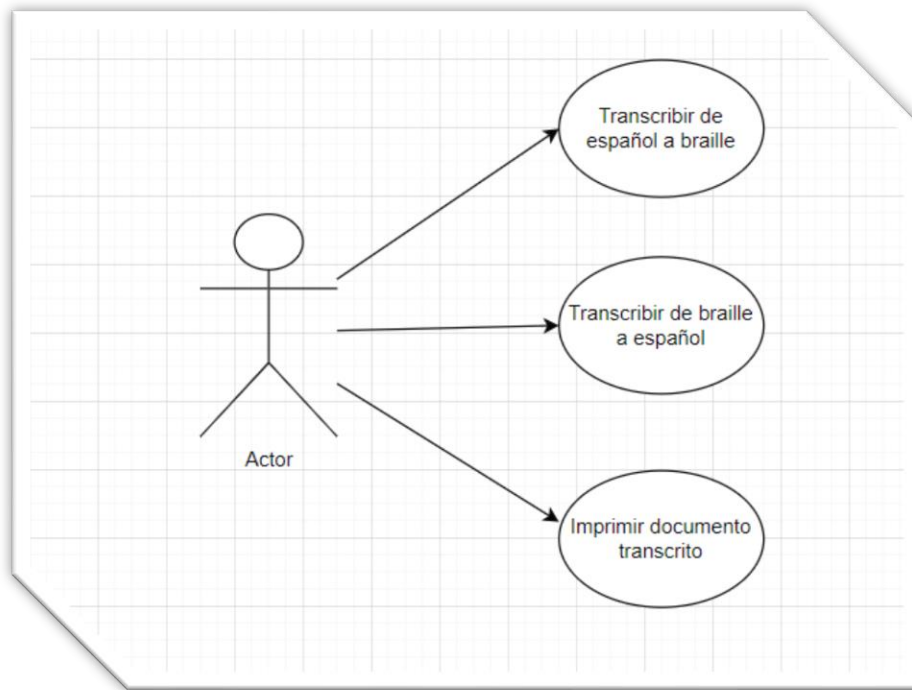 Transcribir de
español a braille
Transcribir de braille
a español
Actor
Imprimir documento
transcrito